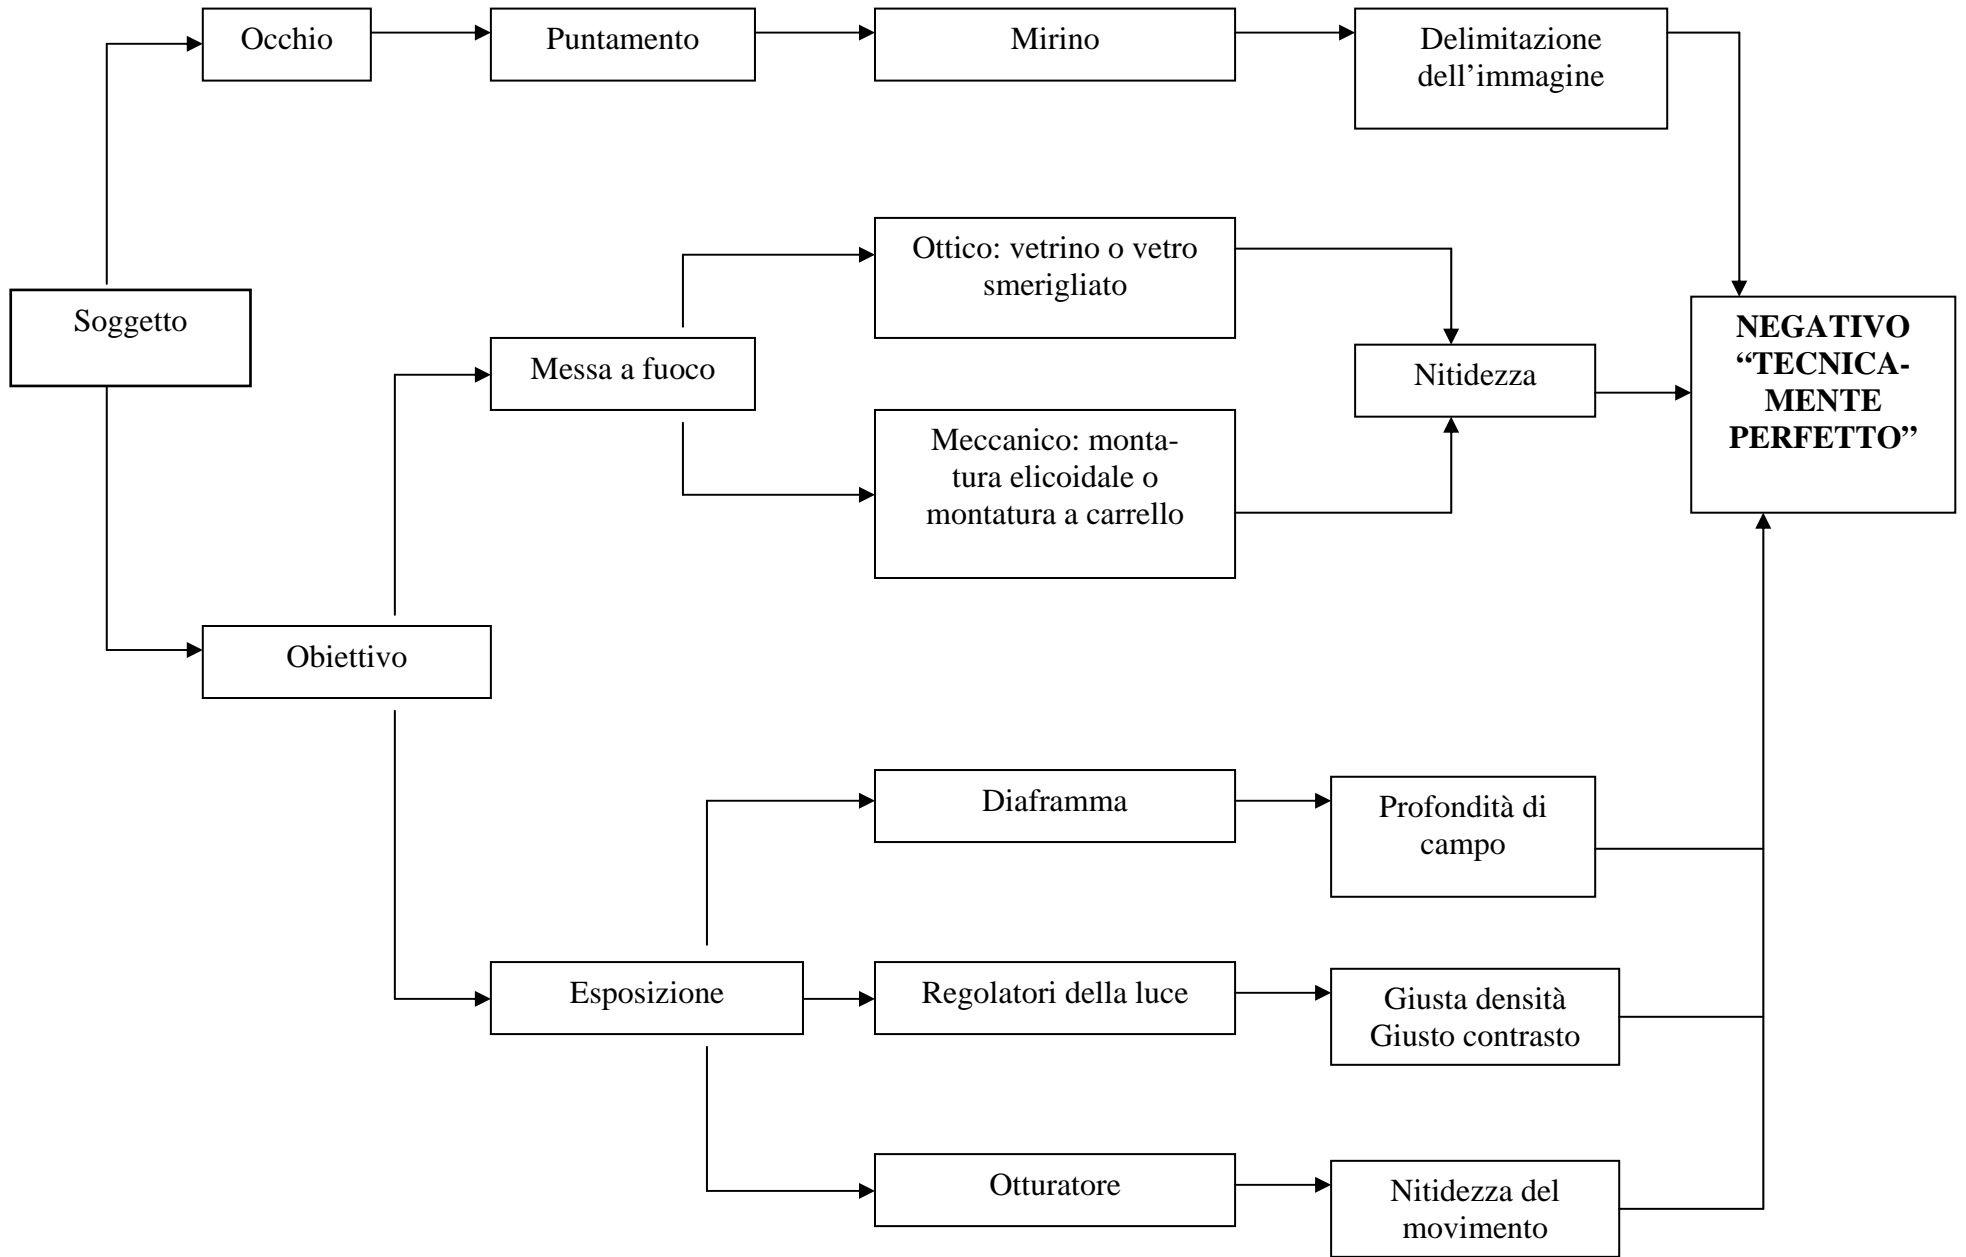 Occhio
Puntamento
Mirino
Delimitazione
dell’immagine
Soggetto
Ottico: vetrino o vetro
smerigliato
Messa a fuoco
Meccanico: monta-
tura elicoidale o
montatura a carrello
Nitidezza
NEGATIVO
“TECNICA-
MENTE
PERFETTO”
Obiettivo
Diaframma
Profondità di
campo
Esposizione
Regolatori della luce
Giusta densità
Giusto contrasto
Otturatore
Nitidezza del
movimento